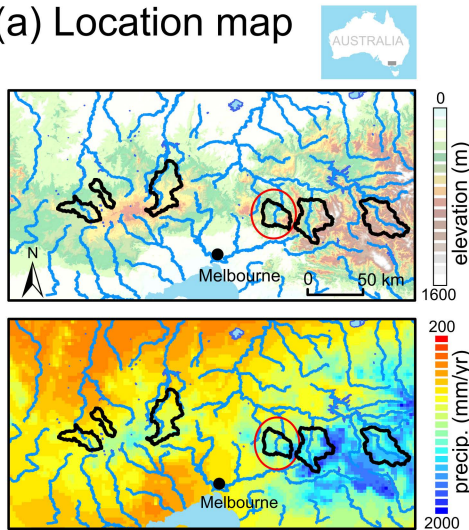 (a) Location map
AUSTRALIA
0
elevation (m)
1600
N
Melbourne
0 50 km
200
precip. (mm/yr)
2000
Melbourne